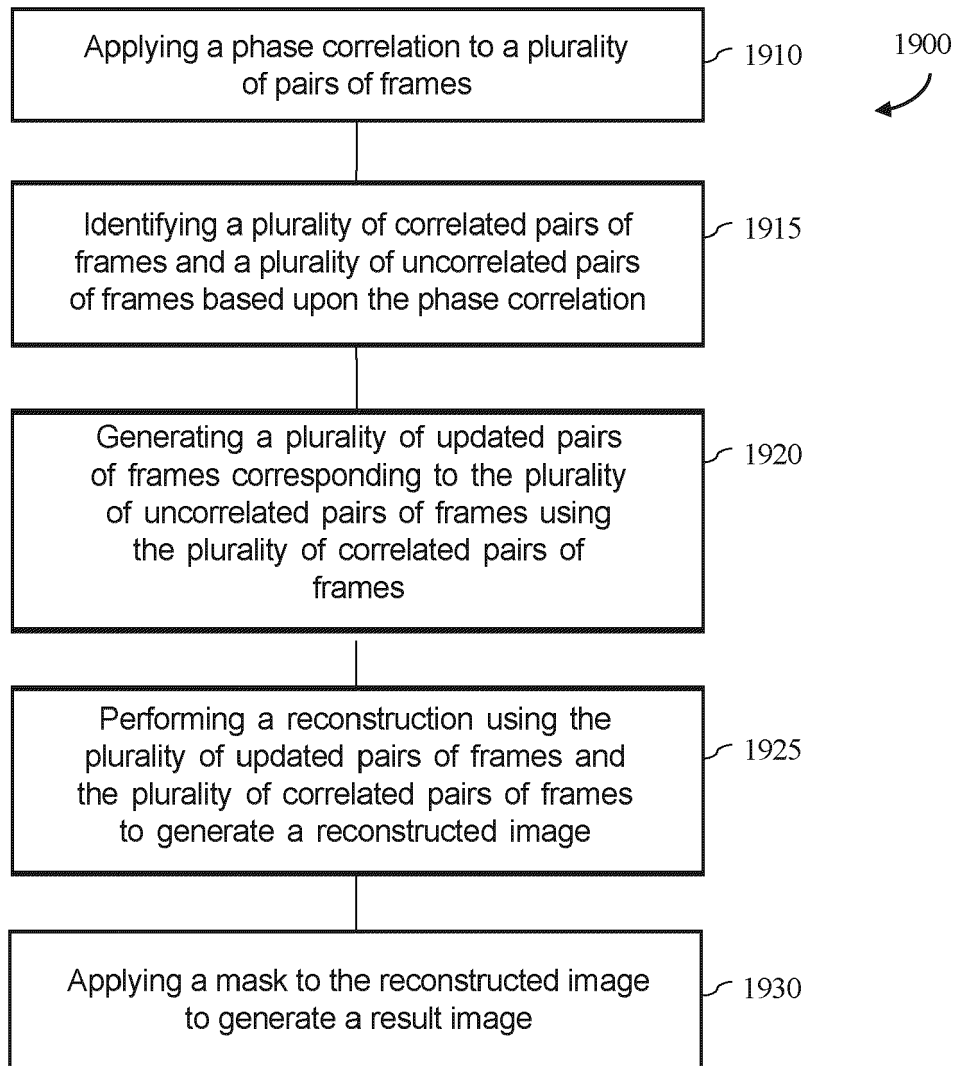 Applying a phase correlation to a plurality
of pairs of frames
1910
1900
Identifying a plurality of correlated pairs of
frames and a plurality of uncorrelated pairs
of frames based upon the phase correlation
1915
Generating a plurality of updated pairs
of frames corresponding to the plurality
of uncorrelated pairs of frames using
the plurality of correlated pairs of
frames
1920
Performing a reconstruction using the
plurality of updated pairs of frames and
the plurality of correlated pairs of frames
to generate a reconstructed image
1925
Applying a mask to the reconstructed image
to generate a result image
1930